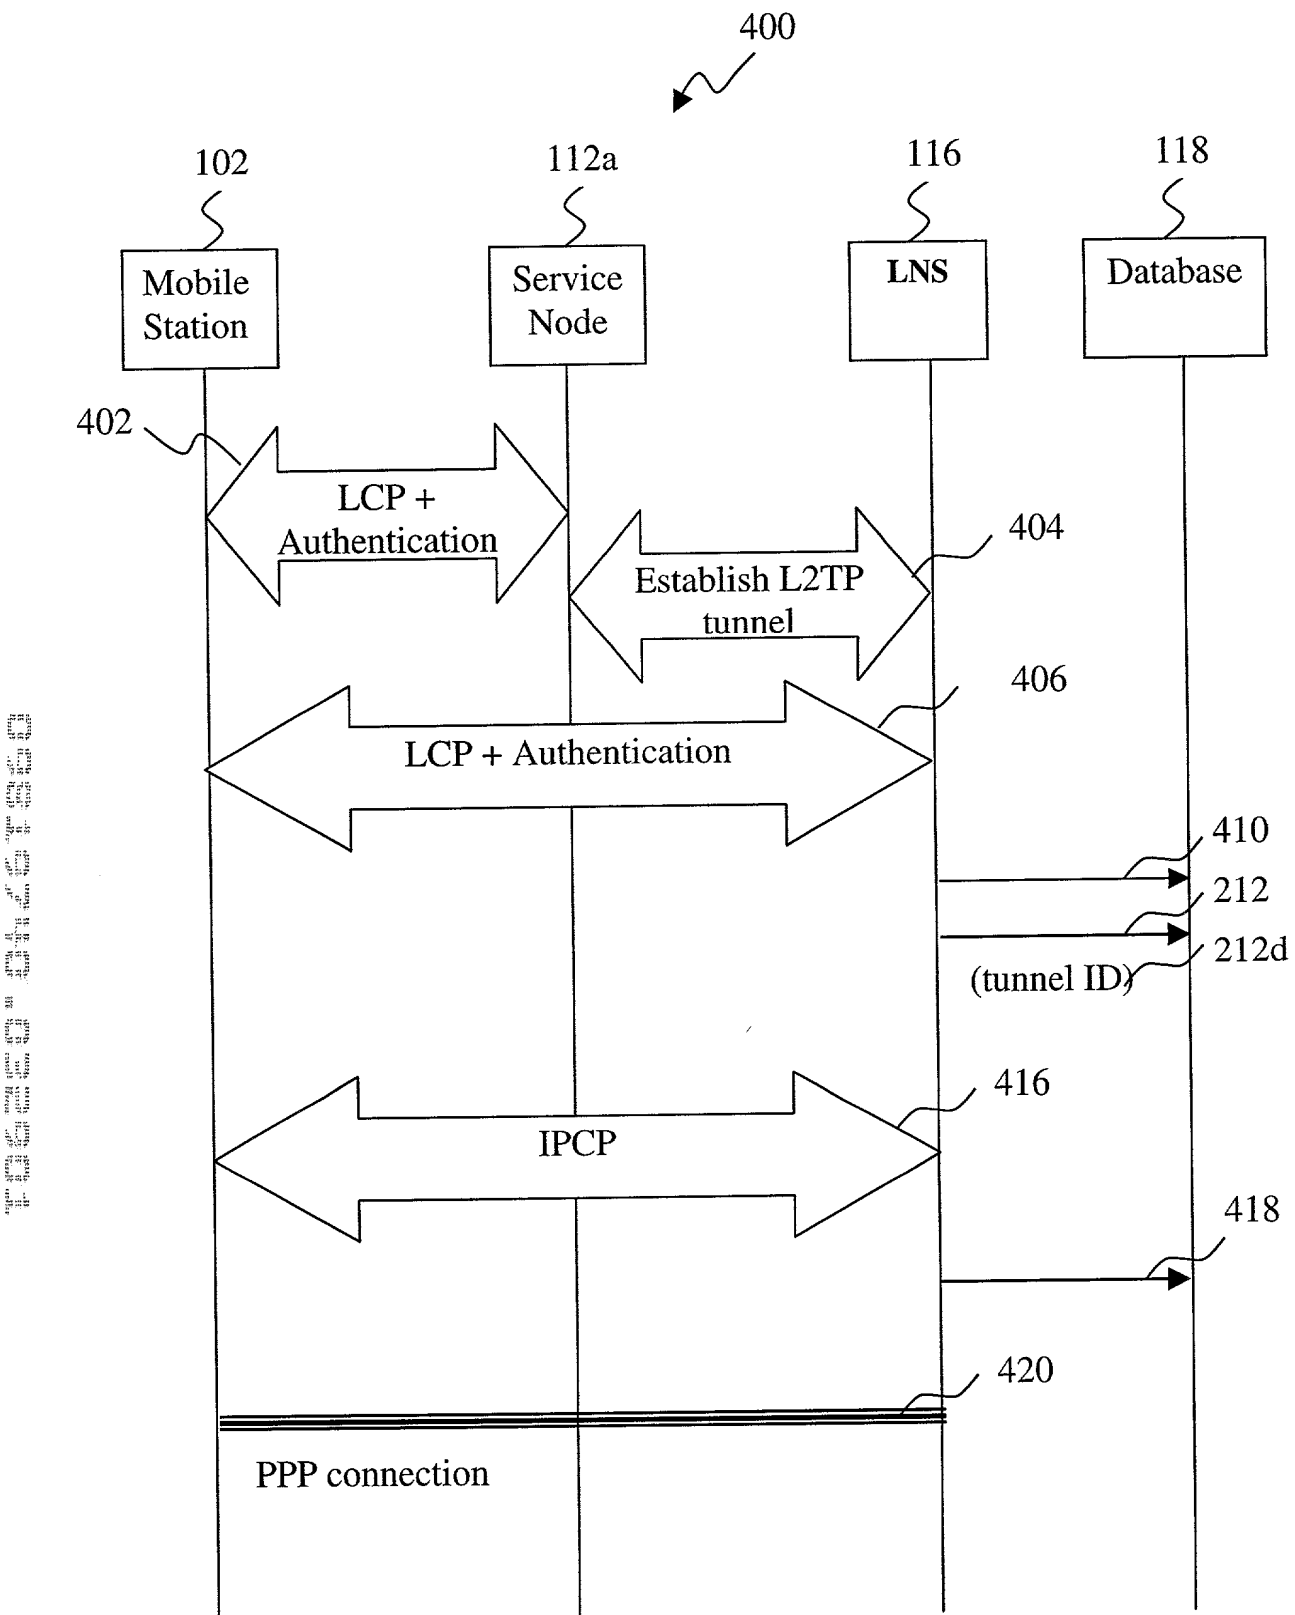 400
102
112a
116
118
Mobile
Station
Service
Node
LNS
Database
402
LCP +
Authentication
404
Establish L2TP
tunnel
406
LCP + Authentication
410
212
212d
(tunnel ID)
416
IPCP
418
420
PPP connection